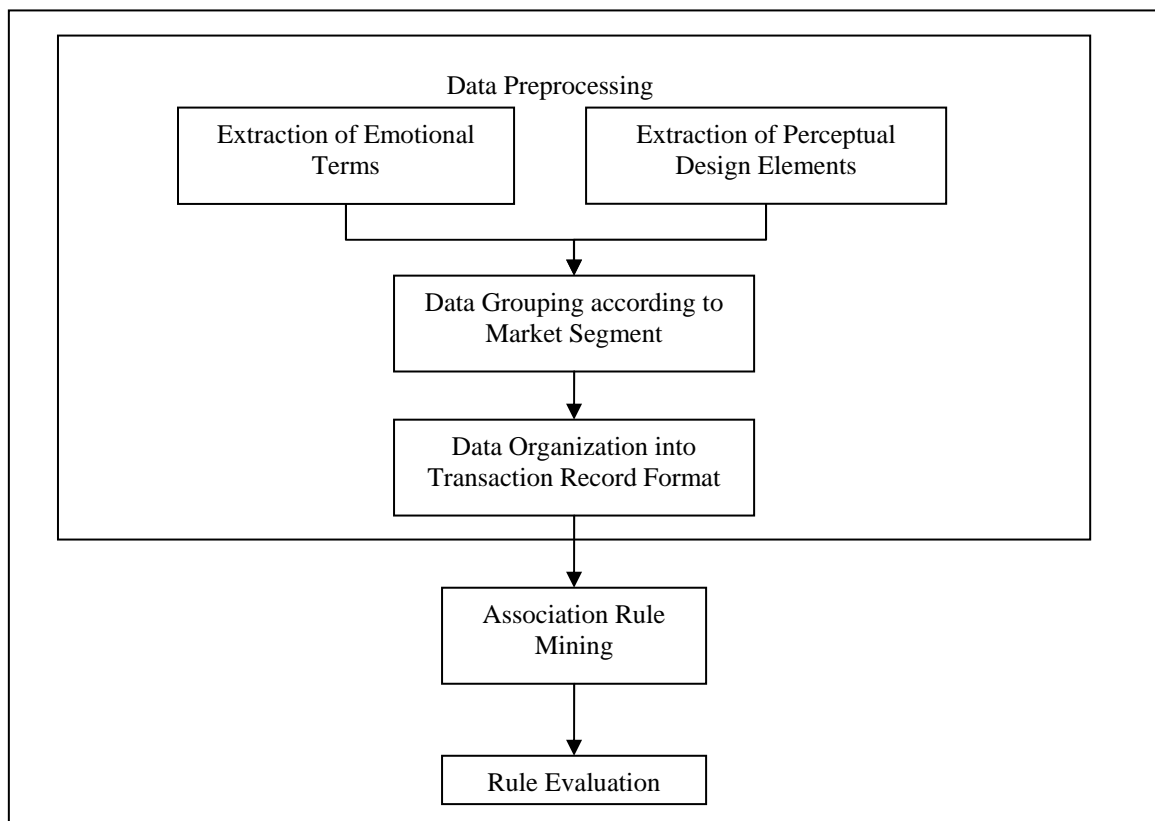 Data Preprocessing
Extraction of Emotional
Terms
Extraction of Perceptual
Design Elements
Data Grouping according to
Market Segment
Data Organization into
Transaction Record Format
Association Rule
Mining
Rule Evaluation